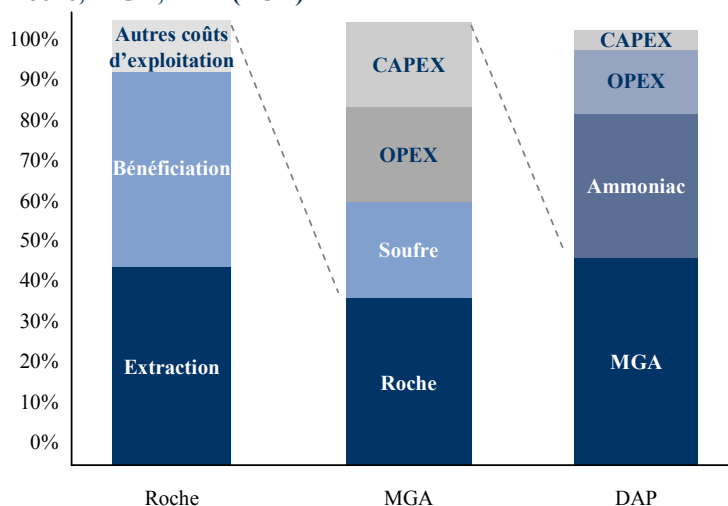 100%
90%
80%
70%
60%
50%
40%
30%
20%
10%
0%
Autres coûts
d'exploitation
Bénéficiation
Extraction
CAPEX
OPEX
Soufre
Roche
CAPEX
OPEX
Ammoniac
MGA
Roche
MGA
DAP